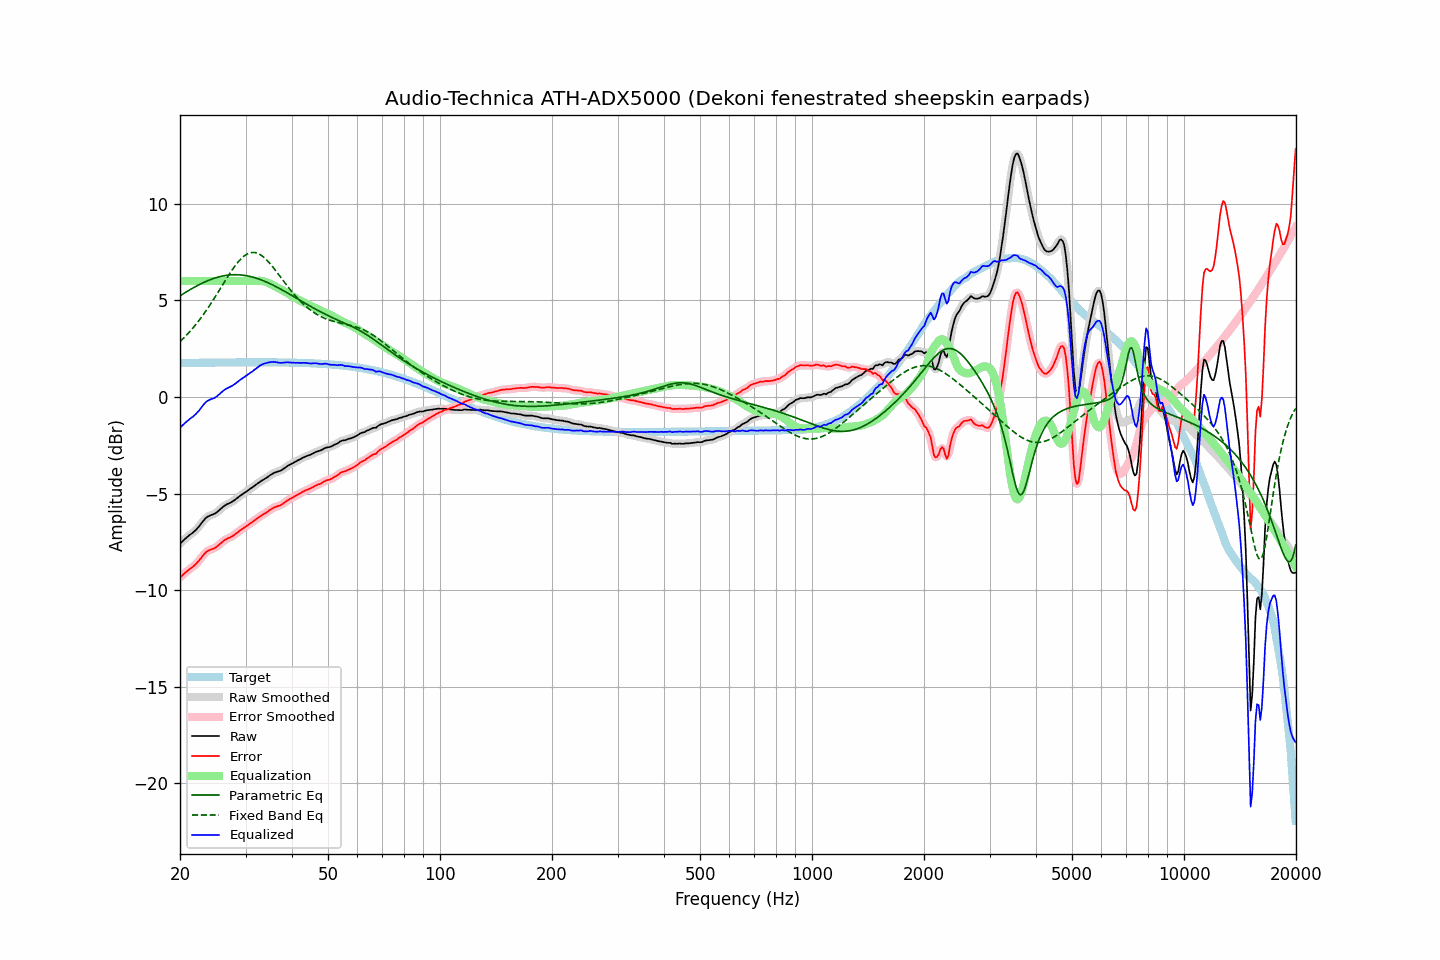 Audio-Technica ATH-ADX5000 (Dekoni fenestrated sheepskin earpads)
Amplitude (dBr)
10
5
0
−5
−10
−15
−20
Target
Raw Smoothed
Error Smoothed
Raw
Error
Equalization
Parametric Eq
Fixed Band Eq
Equalized
20 50 100 200 500 1000 2000 5000 10000 20000
Frequency (Hz)